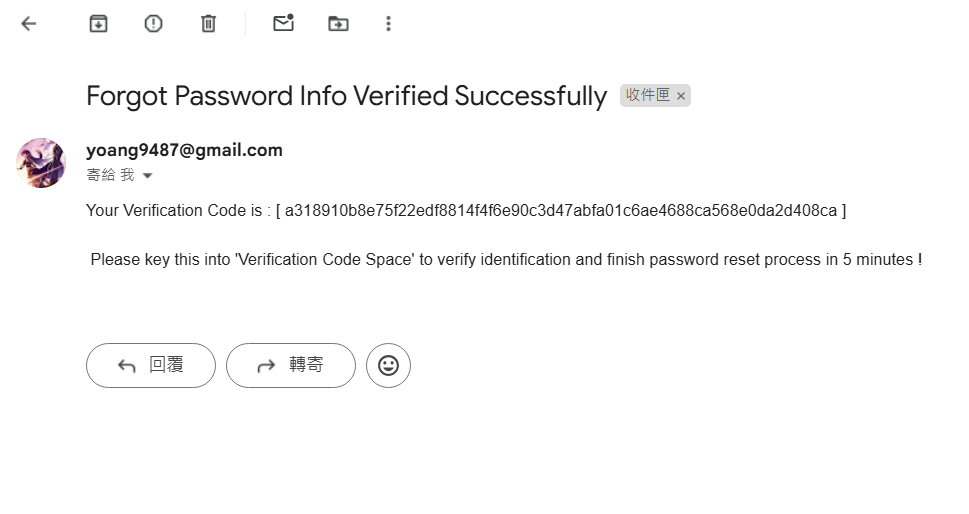 Forgot Password Info Verified Successfully 收件匣 ×
yoang9487@gmail.com
寄給 我
Your Verification Code is : [ a318910b8e75f22edf8814f4f6e90c3d47abfa01c6ae4688ca568e0da2d408ca ]
Please key this into 'Verification Code Space' to verify identification and finish password reset process in 5 minutes !
回覆 轉寄